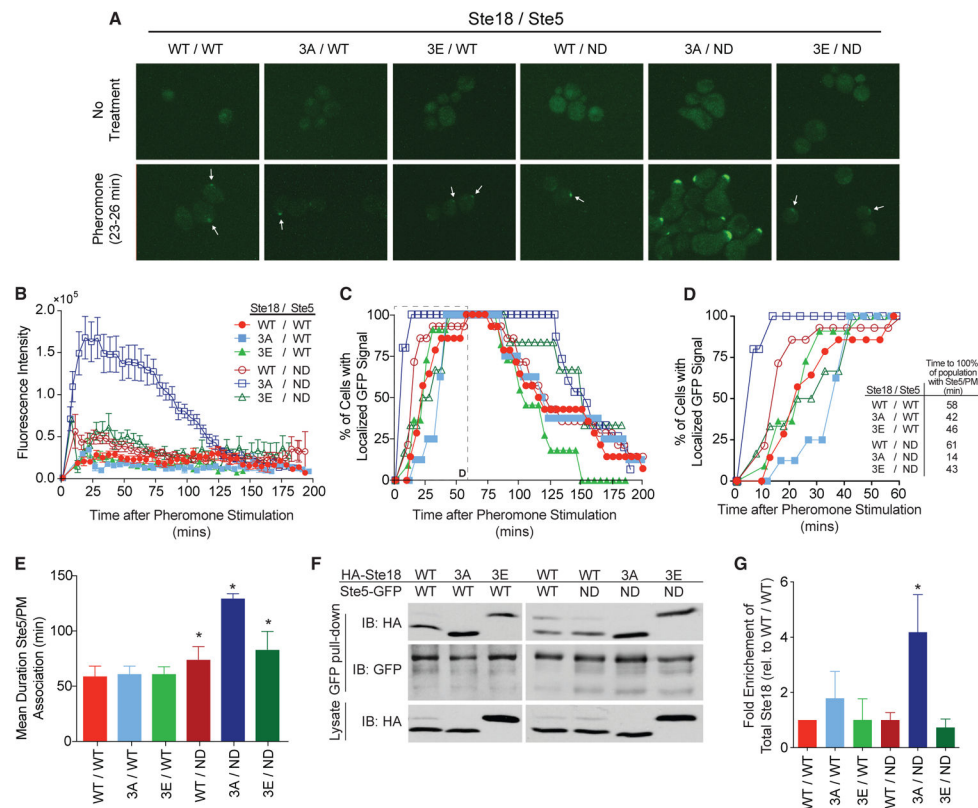 Ste18 / Ste5
A
WT / WT 3A / WT 3E / WT WT / ND 3A / ND 3E / ND
No Treatment
Pheromone (23-26 min)
B
2.0 x 10^5
1.5
1.0
0.5
0.0
Fluorescence Intensity
0 25 50 75 100 125 150 175 200
Time after Pheromone Stimulation
(mins)
Ste18 / Ste5
WT / WT
3A / WT
3E / WT
WT / ND
3A / ND
3E / ND
C
% of Cells with
Localized GFP Signal
100
75
50
25
0
D
0 25 50 75 100 125 150 175 200
Time after Pheromone Stimulation
(mins)
D
% of Cells with
Localized GFP Signal
100
75
50
25
0
0 10 20 30 40 50 60
Time after Pheromone Stimulation
(mins)
Time to 100%
of population
with Ste5/PM
(min)
Ste18 / Ste5
WT / WT 58
3A / WT 42
3E / WT 46
WT / ND 61
3A / ND 14
3E / ND 43
E
Mean Duration Ste5/PM
Association (min)
150
100
50
0
* * *
WT / WT 3A / WT 3E / WT WT / ND 3A / ND 3E / ND
F
HA-Ste18 WT 3A 3E WT WT 3A 3E
Ste5-GFP WT WT WT WT ND ND ND
GFP pull-down
IB: HA
IB: GFP
Lysate
IB: HA
G
Fold Enrichement of
Total Ste18 (rel. to WT / WT)
8
6
4
2
0
*
WT / WT 3A / WT 3E / WT WT / ND 3A / ND 3E / ND